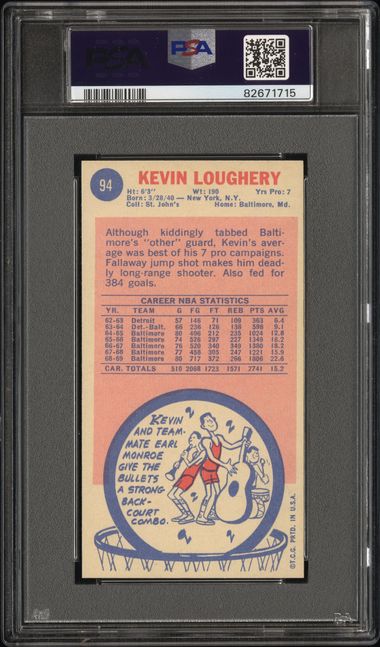 PSA
PSA
82671715
94
KEVIN LOUGHERY
Ht: 6'3" Wt: 190 Yrs Pro: 7
Born: 3/28/40 — New York, N.Y.
Coll: St. John's Home: Baltimore, Md.
Although kiddingly tabbed Balti-
more's "other" guard, Kevin's aver-
age was best of his 7 pro campaigns.
Fallaway jump shot makes him dead-
ly long-range shooter. Also fed for
384 goals.
CAREER NBA STATISTICS
YR. TEAM G FG FT REB PTS AVG
62-63 Detroit 57 146 71 109 363 6.4
63-64 Det.-Balt. 66 236 126 138 598 9.1
64-65 Baltimore 80 406 212 235 1024 12.8
65-66 Baltimore 74 526 297 227 1349 18.2
66-67 Baltimore 76 520 340 349 1380 18.2
67-68 Baltimore 77 458 305 247 1221 15.9
68-69 Baltimore 80 717 372 266 1806 22.6
CAR. TOTALS 510 2068 1723 1571 7741 15.2
KEVIN
AND TEAM-
MATE EARL
MONROE
GIVE THE
BULLETS
A STRONG
BACK-
COURT
COMBO.
©T.C.G. PRTD. IN U.S.A.